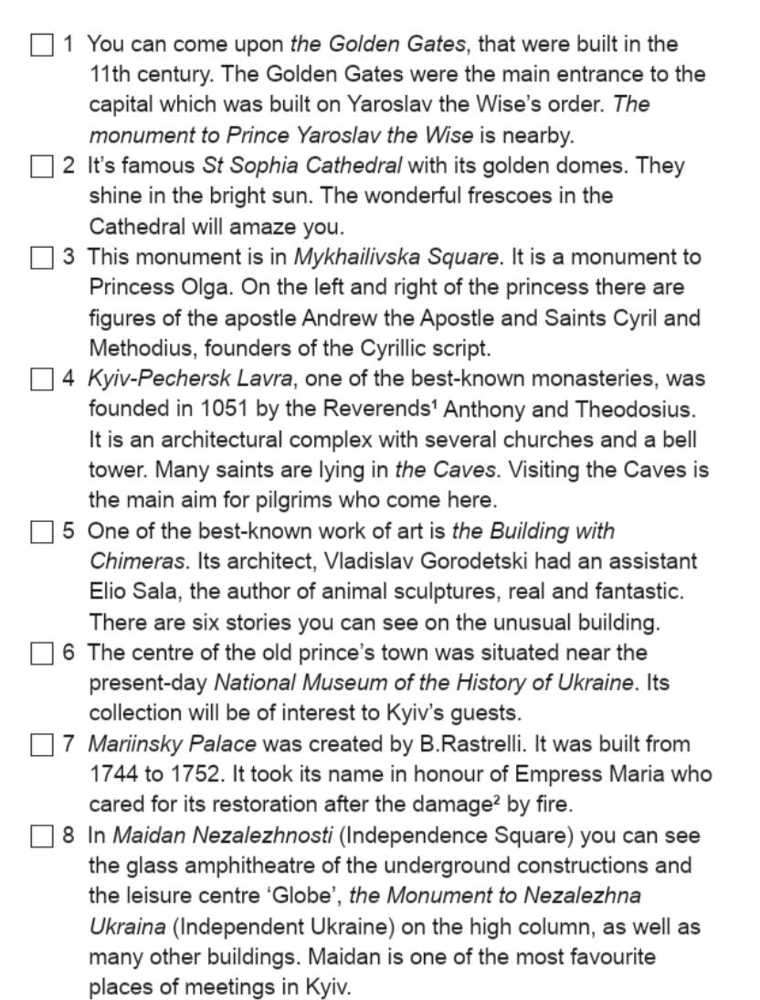 1 You can come upon the Golden Gates, that were built in the
11th century. The Golden Gates were the main entrance to the
capital which was built on Yaroslav the Wise’s order. The
monument to Prince Yaroslav the Wise is nearby.
2 It’s famous St Sophia Cathedral with its golden domes. They
shine in the bright sun. The wonderful frescoes in the
Cathedral will amaze you.
3 This monument is in Mykhailivska Square. It is a monument to
Princess Olga. On the left and right of the princess there are
figures of the apostle Andrew the Apostle and Saints Cyril and
Methodius, founders of the Cyrillic script.
4 Kyiv-Pechersk Lavra, one of the best-known monasteries, was
founded in 1051 by the Reverends¹ Anthony and Theodosius.
It is an architectural complex with several churches and a bell
tower. Many saints are lying in the Caves. Visiting the Caves is
the main aim for pilgrims who come here.
5 One of the best-known work of art is the Building with
Chimeras. Its architect, Vladislav Gorodetski had an assistant
Elio Sala, the author of animal sculptures, real and fantastic.
There are six stories you can see on the unusual building.
6 The centre of the old prince’s town was situated near the
present-day National Museum of the History of Ukraine. Its
collection will be of interest to Kyiv’s guests.
7 Mariinsky Palace was created by B.Rastrelli. It was built from
1744 to 1752. It took its name in honour of Empress Maria who
cared for its restoration after the damage² by fire.
8 In Maidan Nezalezhnosti (Independence Square) you can see
the glass amphitheatre of the underground constructions and
the leisure centre ‘Globe’, the Monument to Nezalezhna
Ukraina (Independent Ukraine) on the high column, as well as
many other buildings. Maidan is one of the most favourite
places of meetings in Kyiv.